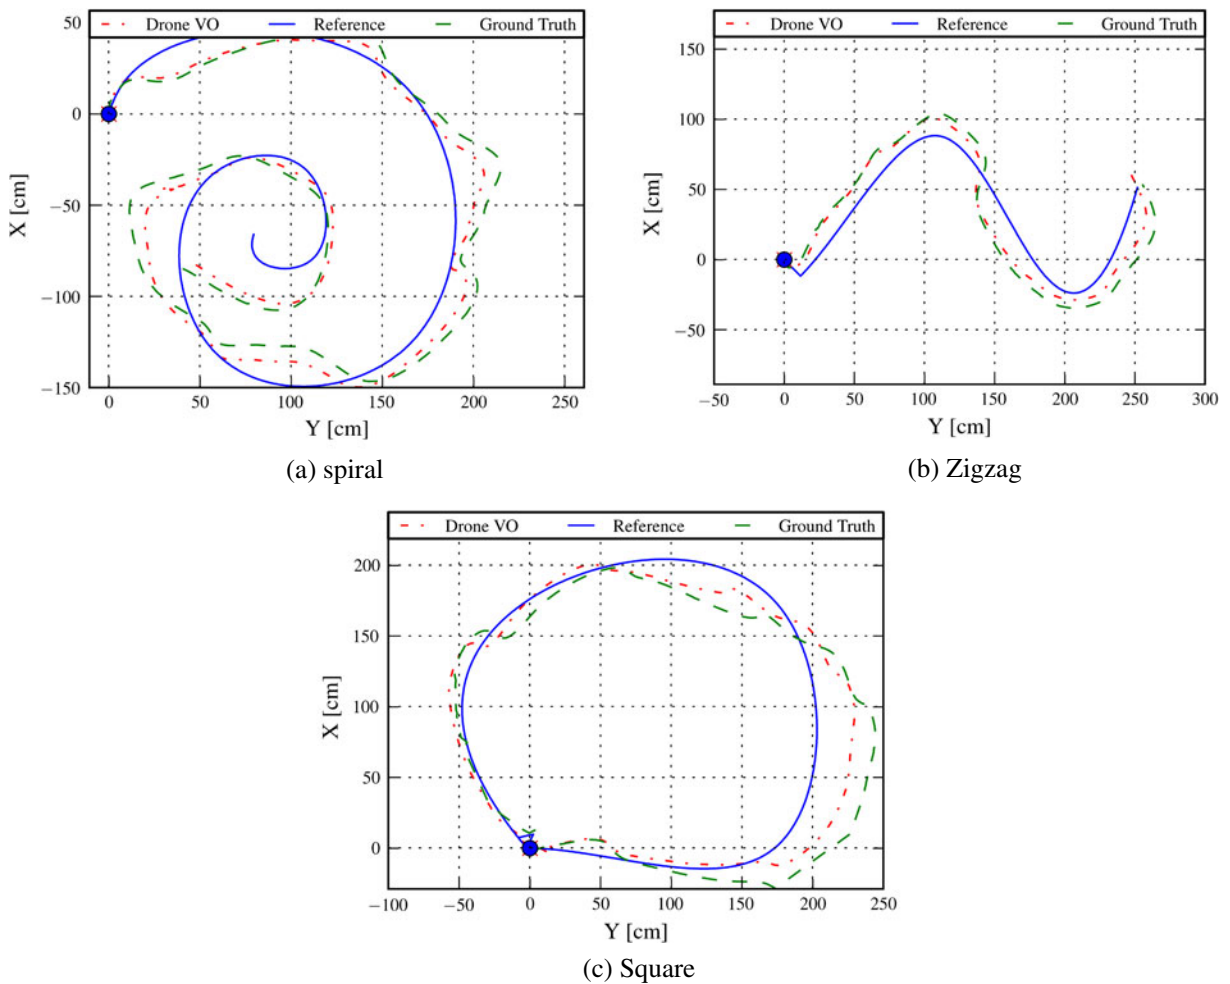 Drone VO Reference Ground Truth
50
0
−50
−100
−150
X [cm]
0 50 100 150 200 250
Y [cm]
(a) spiral
Drone VO Reference Ground Truth
150
100
50
0
−50
X [cm]
−50 0 50 100 150 200 250 300
Y [cm]
(b) Zigzag
Drone VO Reference Ground Truth
200
150
100
50
0
X [cm]
−100 −50 0 50 100 150 200 250
Y [cm]
(c) Square